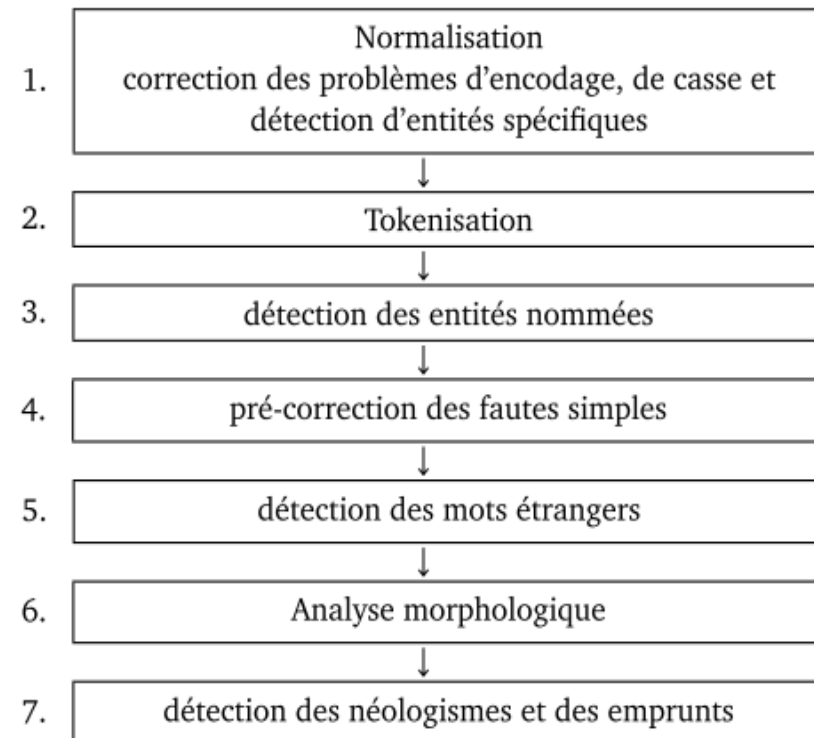 Normalisation
1. correction des problèmes d'encodage, de casse et
détection d'entités spécifiques
↓
2. Tokenisation
↓
3. détection des entités nommées
↓
4. pré-correction des fautes simples
↓
5. détection des mots étrangers
↓
6. Analyse morphologique
↓
7. détection des néologismes et des emprunts